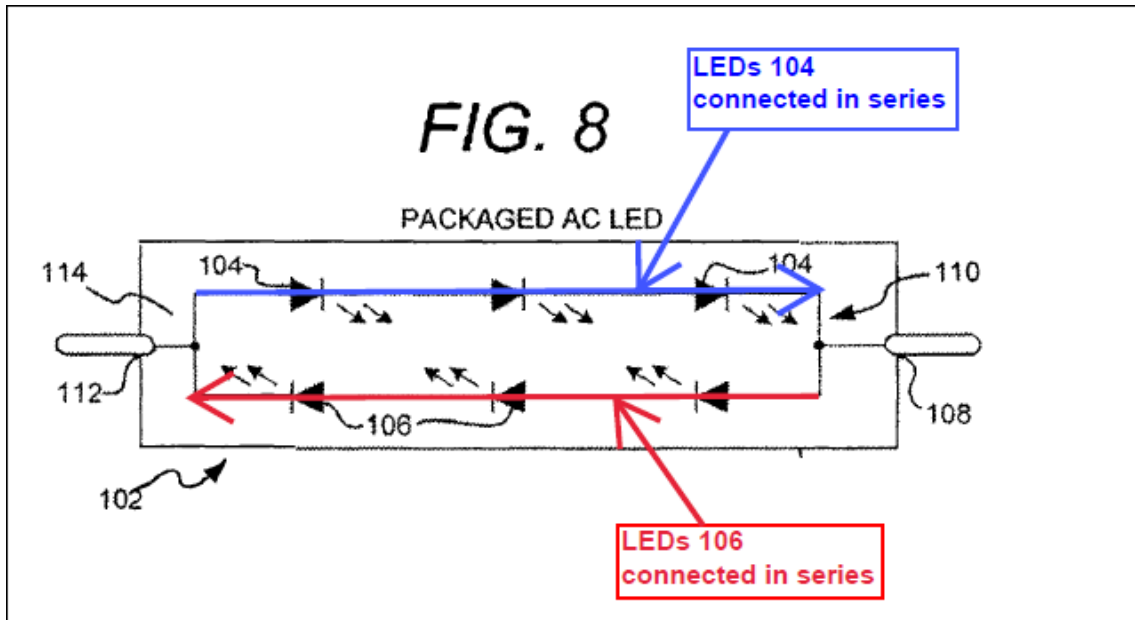 LEDs 104
connected in series
FIG. 8
PACKAGED AC LED
114
104
104
110
112
106
108
102
LEDs 106
connected in series